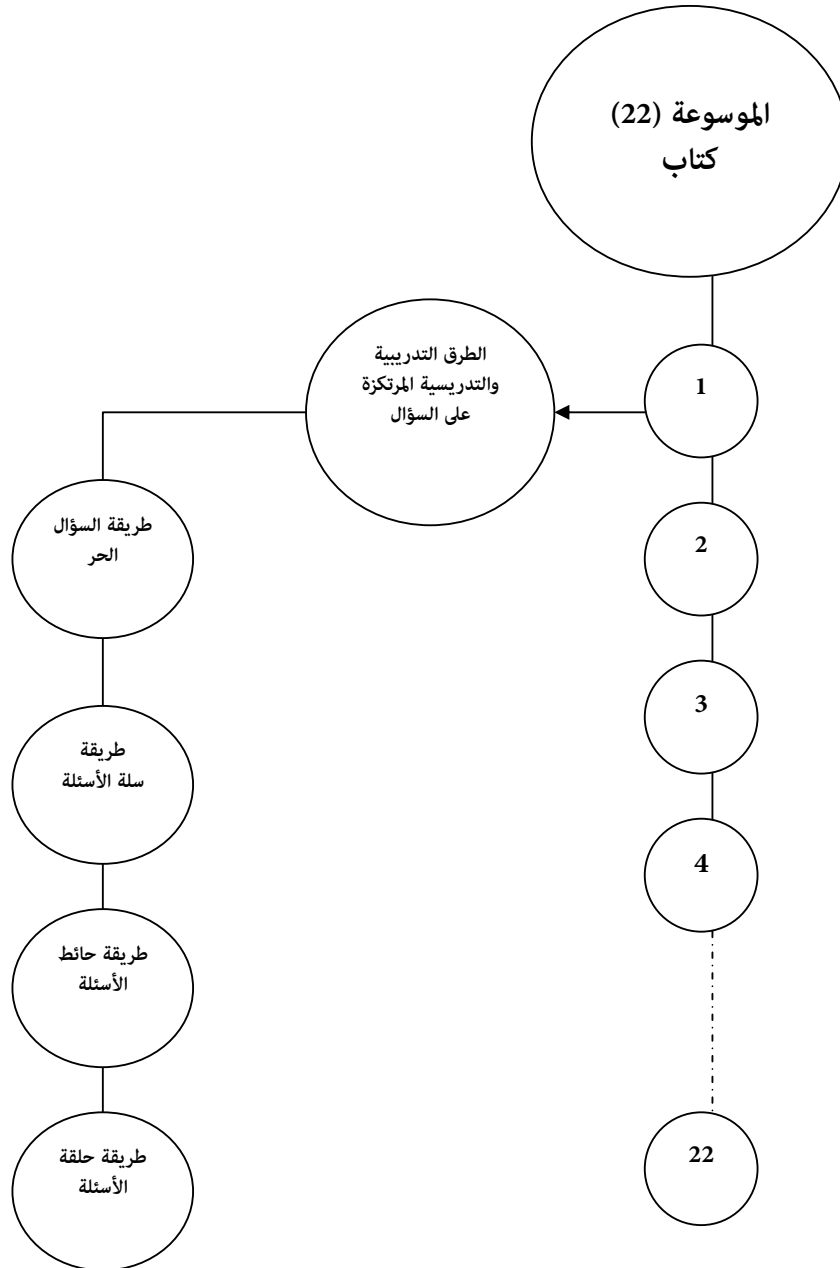 الموسوعة (22)
كتاب
1
الطرق التدريبية
والتدريسية المرتكزة
على السؤال
طريقة السؤال
الحر
2
3
طريقة
سلة الأسئلة
4
طريقة حائط
الأسئلة
22
طريقة حلقة
الأسئلة